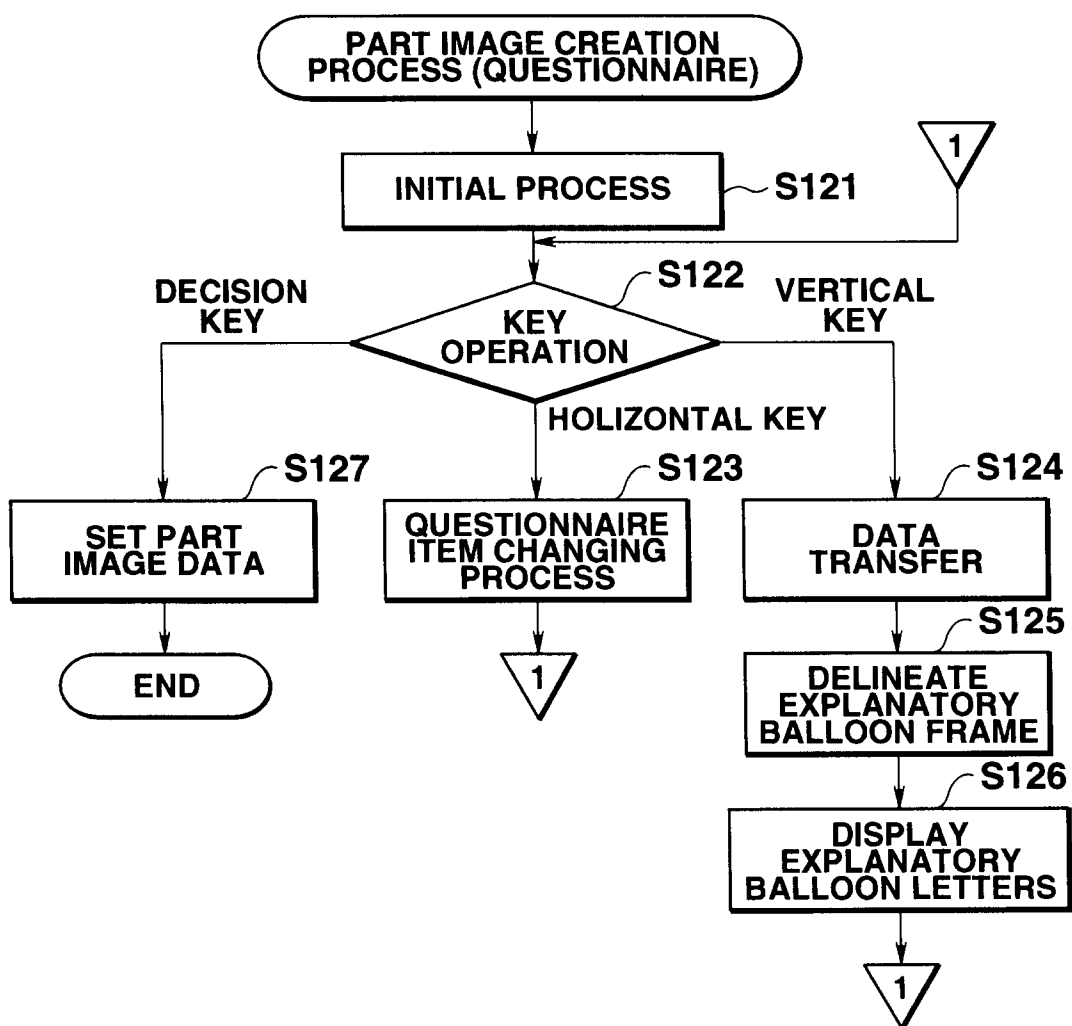 PART IMAGE CREATION
PROCESS (QUESTIONNAIRE)
1
INITIAL PROCESS
S121
S122
DECISION
KEY
KEY
OPERATION
VERTICAL
KEY
HOLIZONTAL KEY
S127
SET PART
IMAGE DATA
END
S123
QUESTIONNAIRE
ITEM CHANGING
PROCESS
1
S124
DATA
TRANSFER
S125
DELINEATE
EXPLANATORY
BALLOON FRAME
S126
DISPLAY
EXPLANATORY
BALLOON LETTERS
1